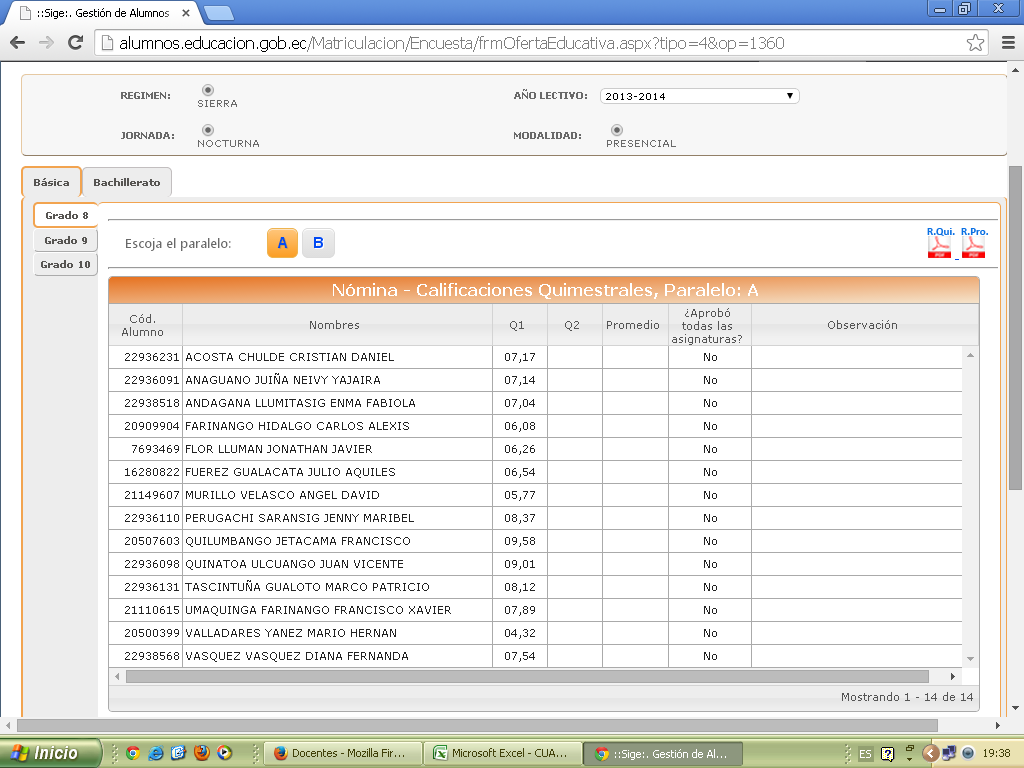 ::Sige:. Gestión de Alumnos
alumnos.educacion.gob.ec/Matriculacion/Encuesta/frmOfertaEducativa.aspx?tipo=4&op=1360
REGIMEN: SIERRA AÑO LECTIVO: 2013-2014
JORNADA: NOCTURNA MODALIDAD: PRESENCIAL
Básica Bachillerato
Grado 8
Grado 9
Grado 10
Escoja el paralelo: A B R.Qui. R.Pro.
PDF PDF
Nómina - Calificaciones Quimestrales, Paralelo: A
Cód. Alumno Nombres Q1 Q2 Promedio ¿Aprobó todas las asignaturas? Observación
22936231 ACOSTA CHULDE CRISTIAN DANIEL 07,17 No
22936091 ANAGUANO JUIÑA NEIVY YAJAIRA 07,14 No
22938518 ANDAGANA LLUMITASIG ENMA FABIOLA 07,04 No
20909904 FARINANGO HIDALGO CARLOS ALEXIS 06,08 No
7693469 FLOR LLUMAN JONATHAN JAVIER 06,26 No
16280822 FUEREZ GUALACATA JULIO AQUILES 06,54 No
21149607 MURILLO VELASCO ANGEL DAVID 05,77 No
22936110 PERUGACHI SARANSIG JENNY MARIBEL 08,37 No
20507603 QUILUMBANGO JETACAMA FRANCISCO 09,58 No
22936098 QUINATOA ULCUANGO JUAN VICENTE 09,01 No
22936131 TASCINTUÑA GUALOTO MARCO PATRICIO 08,12 No
21110615 UMAQUINGA FARINANGO FRANCISCO XAVIER 07,89 No
20500399 VALLADARES YANEZ MARIO HERNAN 04,32 No
22938568 VASQUEZ VASQUEZ DIANA FERNANDA 07,54 No
Mostrando 1 - 14 de 14
Inicio Docentes - Mozilla Fir... Microsoft Excel - CUA... ::Sige:. Gestión de Al... ES 19:38